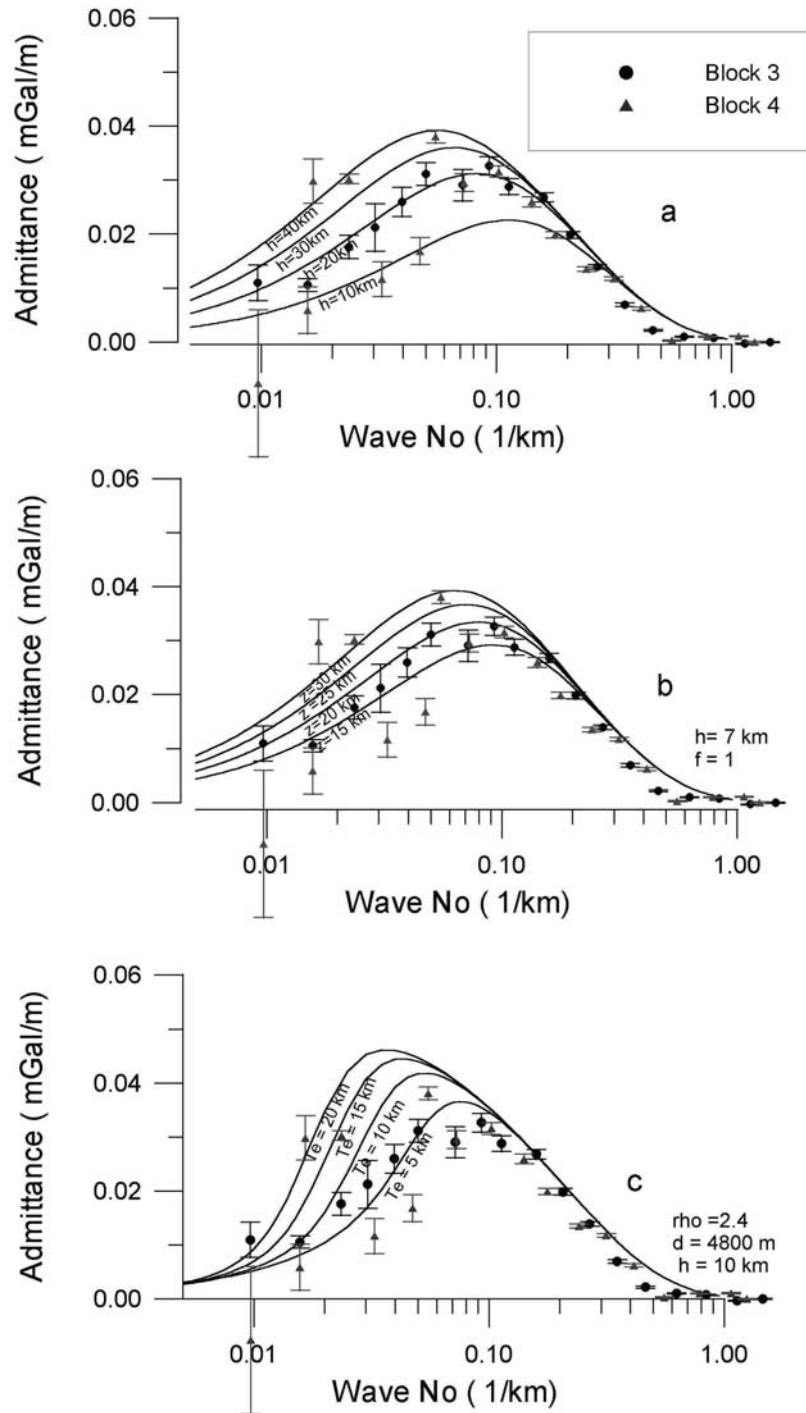 0.06
Block 3
Block 4
Admittance ( mGal/m)
0.04
a
h=40km
h=30km
0.02
h=20km
h=10km
0.00
0.01
0.10
1.00
Wave No ( 1/km)
0.06
Admittance ( mGal/m)
0.04
b
z=30 km
z=25 km
0.02
z=20 km
z=15 km
h= 7 km
f = 1
0.00
0.01
0.10
1.00
Wave No ( 1/km)
0.06
Admittance ( mGal/m)
0.04
Te = 20 km
Te = 15 km
Te = 10 km
Te = 5 km
c
0.02
rho =2.4
d = 4800 m
h = 10 km
0.00
0.01
0.10
1.00
Wave No ( 1/km)